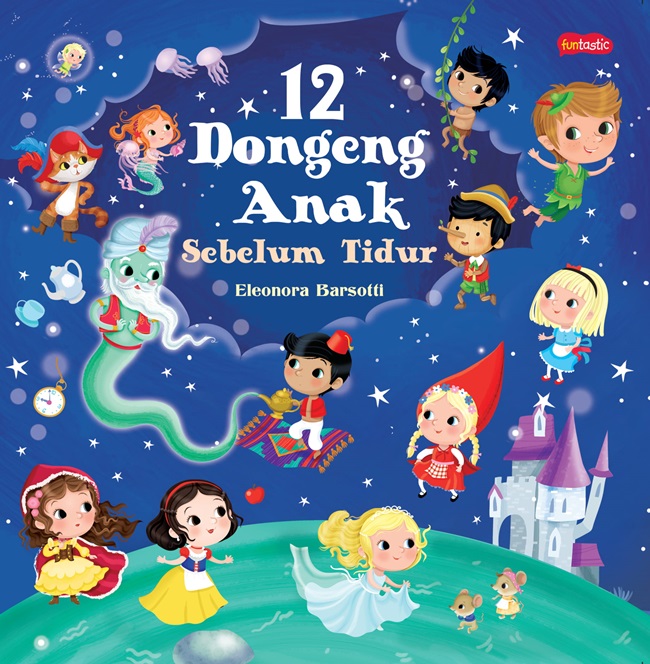 funtastic
12
Dongeng
Anak
Sebelum Tidur
Eleonora Barsotti